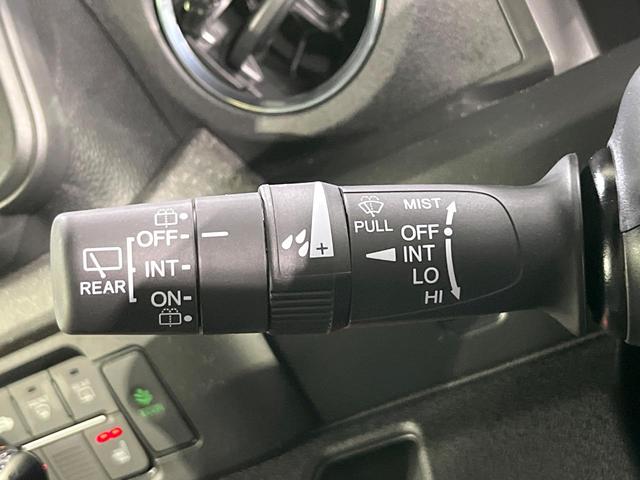 OFF
INT
ON
REAR
+
PULL
MIST
OFF
INT
LO
HI